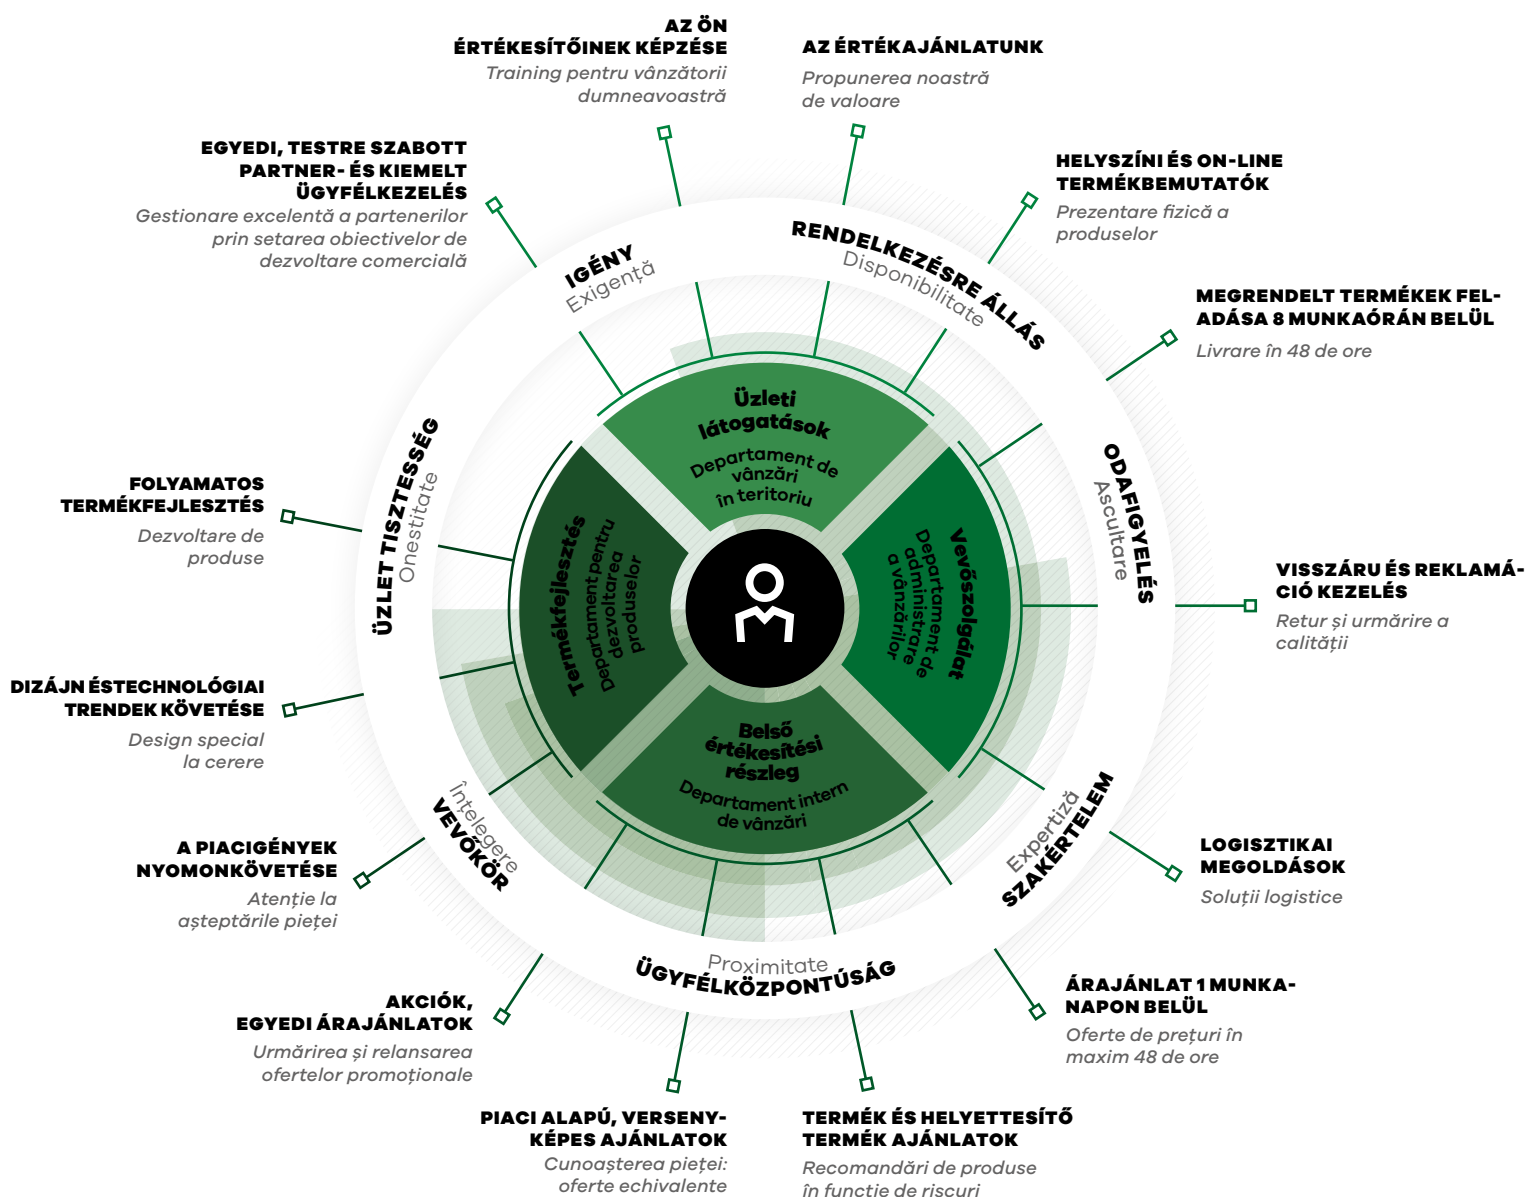 AZ ÖN
ÉRTÉKESÍTŐINEK KÉPZÉSE
Training pentru vânzătorii
dumneavoastră
AZ ÉRTÉKAJÁNLATUNK
Propunerea noastră
de valoare
EGYEDI, TESTRE SZABOTT
PARTNER- ÉS KIEMELT
ÜGYFÉLKEZELÉS
Gestionare excelentă a partenerilor
prin setarea obiectivelor de
dezvoltare comercială
HELYSZÍNI ÉS ON-LINE
TERMÉKBEMUTATÓK
Prezentare fizică a
produselor
MEGRENDELT TERMÉKEK FEL-
ADÁSA 8 MUNKAÓRÁN BELÜL
Livrare în 48 de ore
VISSZÁRU ÉS REKLAMÁ-
CIÓ KEZELÉS
Retur și urmărire a
calității
LOGISZTIKAI
MEGOLDÁSOK
Soluții logistice
ÁRAJÁNLAT 1 MUNKA-
NAPON BELÜL
Oferte de prețuri în
maxim 48 de ore
TERMÉK ÉS HELYETTESÍTŐ
TERMÉK AJÁNLATOK
Recomandări de produse
în funcție de riscuri
PIACI ALAPÚ, VERSENY-
KÉPES AJÁNLATOK
Cunoașterea pieței:
oferte echivalente
AKCIÓK,
EGYEDI ÁRAJÁNLATOK
Urmărirea și relansarea
ofertelor promoționale
A PIACIGÉNYEK
NYOMONKÖVETÉSE
Atenție la
așteptările pieței
DIZÁJN ÉSTECHNOLÓGIAI
TRENDEK KÖVETÉSE
Design special
la cerere
FOLYAMATOS
TERMÉKFEJLESZTÉS
Dezvoltare de
produse
IGÉNY
Exigență
RENDELKEZÉSRE ÁLLÁS
Disponibilitate
ODAFIGYELÉS
Ascultare
Expertiză
SZAKÉRTELEM
Proximitate
ÜGYFÉLKÖZPONTÚSÁG
Înțelegere
VEVŐKÖR
ÜZLET TISZTESSÉG
Onestitate
Üzleti
látogatások
Departament de
vânzări
în teritoriu
Vevőszolgálat
Departament de
administrare
a vânzărilor
Belső
értékesítési
részleg
Departament intern
de vânzări
Termékfejlesztés
Departament pentru
dezvoltarea
produselor